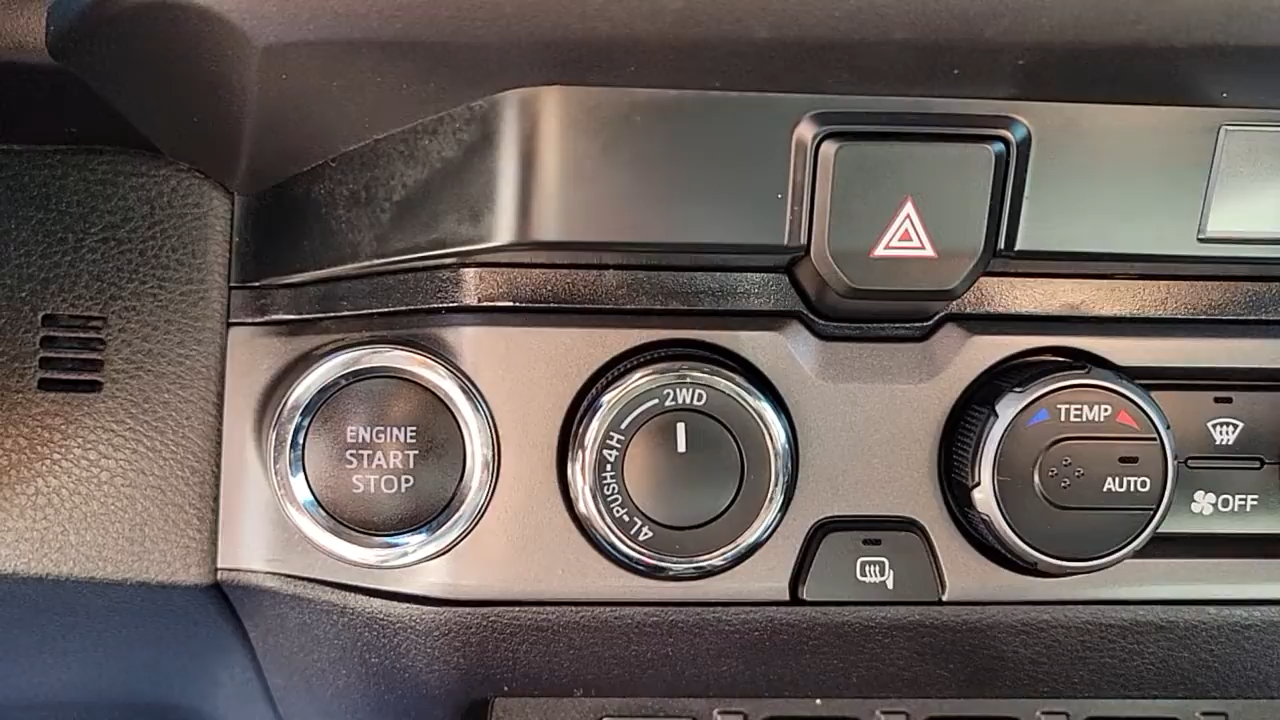 ENGINE
START
STOP
2WD
4L-PUSH-4H
TEMP
AUTO
OFF